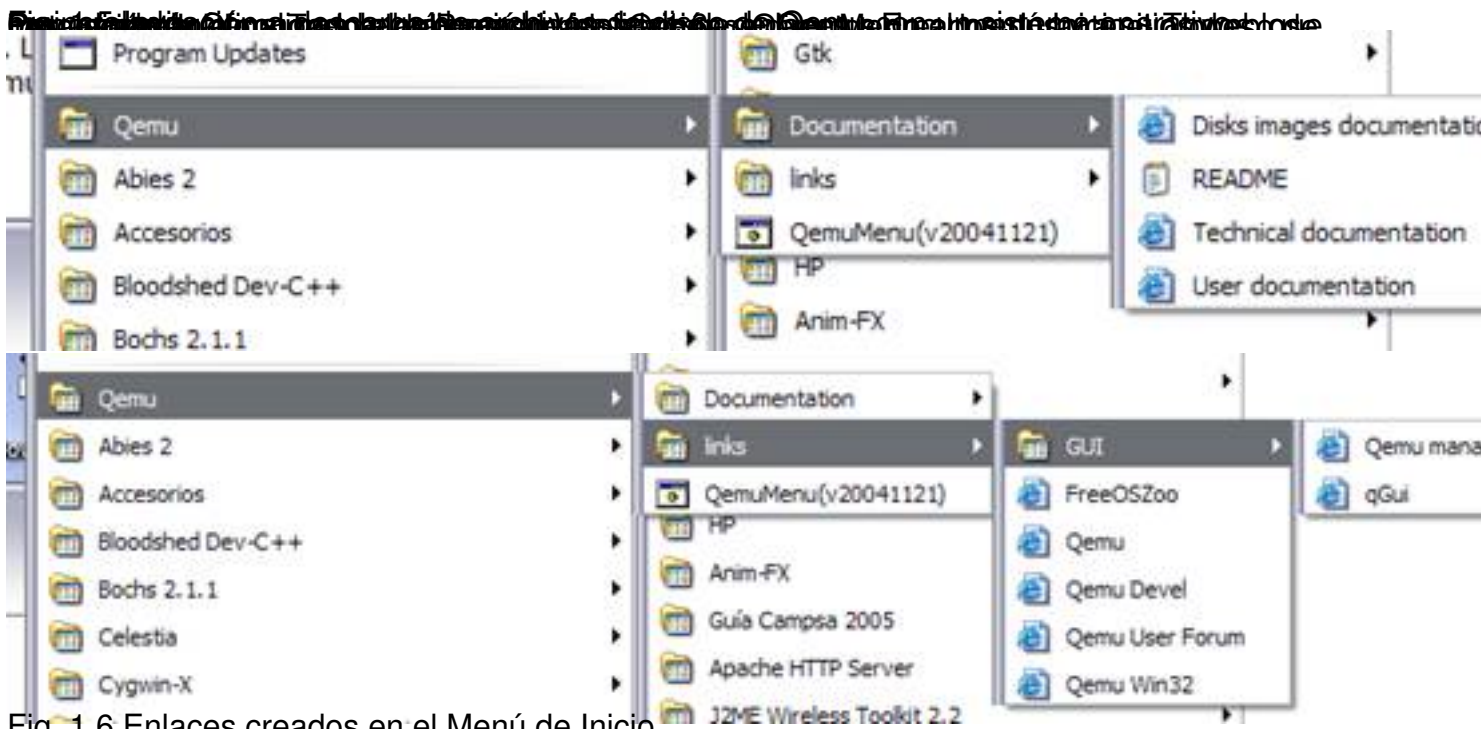 Program Updates
Gtk
Qemu
Documentation
Disks images
README
Technical documentation
User documentation
Abies 2
links
Accesorios
QemuMenu(v20041121)
Bloodshed Dev-C++
HP
Bochs 2.1.1
Anim-FX
Qemu
Documentation
Abies 2
links
GUI
Qemu
qGui
Accesorios
QemuMenu(v20041121)
FreeOSZoo
Bloodshed Dev-C++
HP
Qemu
Bochs 2.1.1
Anim-FX
Qemu Devel
Celestia
Guía Campsa 2005
Qemu User Forum
Cygwin-X
Apache HTTP Server
Qemu Win32
J2ME Wireless Toolkit 2.2
Fig. 1.6 Enlaces creados en el Menú de Inicio